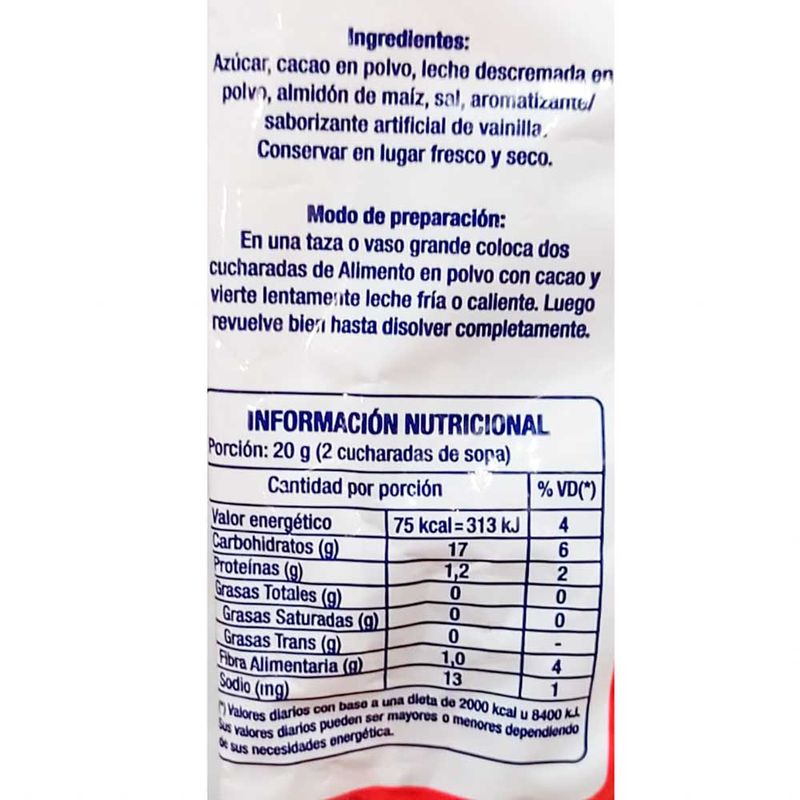 Ingredientes:
Azúcar, cacao en polvo, leche descremada en
polvo, almidón de maíz, sal, aromatizante/
saborizante artificial de vainilla.
Conservar en lugar fresco y seco.
Modo de preparación:
En una taza o vaso grande coloca dos
cucharadas de Alimento en polvo con cacao y
vierte lentamente leche fría o caliente. Luego
revuelve bien hasta disolver completamente.
INFORMACIÓN NUTRICIONAL
Porción: 20 g (2 cucharadas de sopa)
Cantidad por porción % VD(*)
Valor energético 75 kcal=313 kJ 4
Carbohidratos (g) 17 6
Proteínas (g) 1,2 2
Grasas Totales (g) 0 0
Grasas Saturadas (g) 0 0
Grasas Trans (g) 0 -
Fibra Alimentaria (g) 1,0 4
Sodio (mg) 13 1
(*) Valores diarios con base a una dieta de 2000 kcal u 8400 kJ.
Sus valores diarios pueden ser mayores o menores dependiendo
de sus necesidades energética.